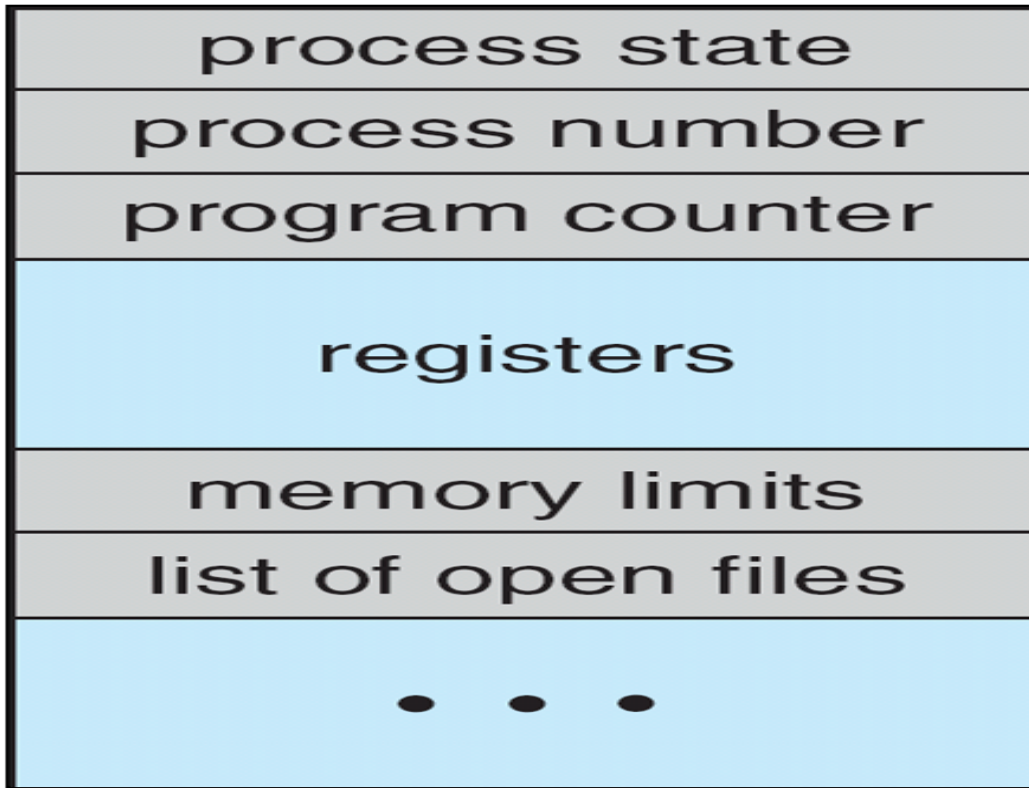 process state
process number
program counter
registers
memory limits
list of open files
• • •